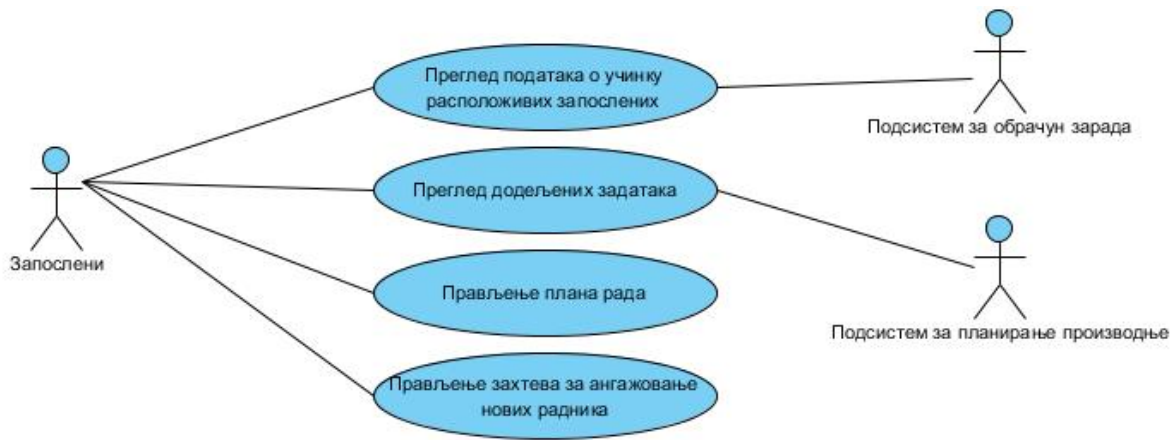 Преглед података о учинку
расположивих запослених
Подсистем за обрачун зарада
Преглед додељених задатака
Запослени
Прављење плана рада
Подсистем за планирање производње
Прављење захтева за ангажовање
нових радника